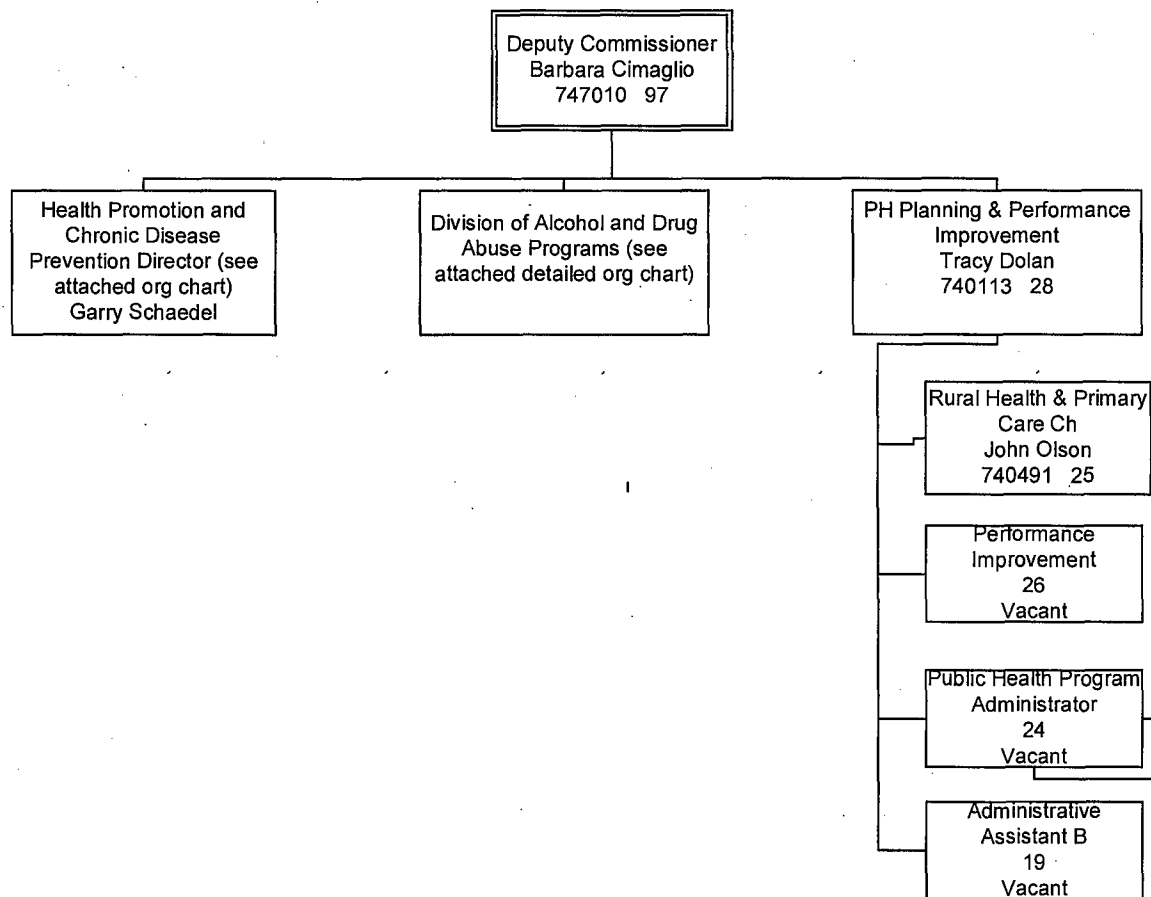 Deputy Commissioner
Barbara Cimaglio
747010 97
Health Promotion and
Chronic Disease
Prevention Director (see
attached org chart)
Garry Schaedel
Division of Alcohol and Drug
Abuse Programs (see
attached detailed org chart)
PH Planning & Performance
Improvement
Tracy Dolan
740113 28
Rural Health & Primary
Care Ch
John Olson
740491 25
Performance
Improvement
26
Vacant
Public Health Program
Administrator
24
Vacant
Administrative
Assistant B
19
Vacant